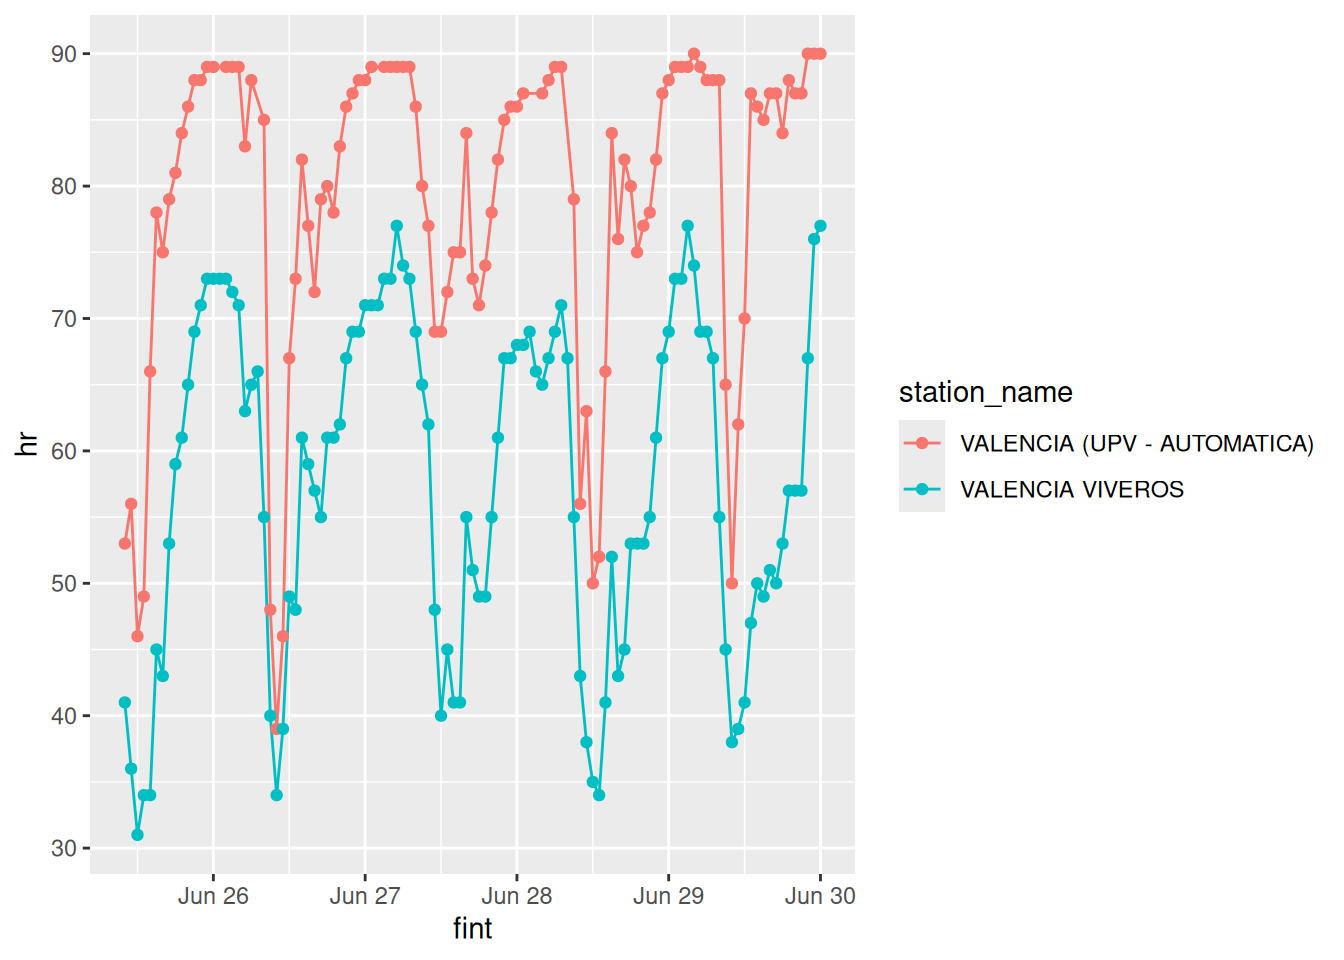 90
80
70
60
50
40
30
hr
Jun 26
Jun 27
Jun 28
Jun 29
Jun 30
fint
station_name
VALENCIA (UPV - AUTOMATICA)
VALENCIA VIVEROS